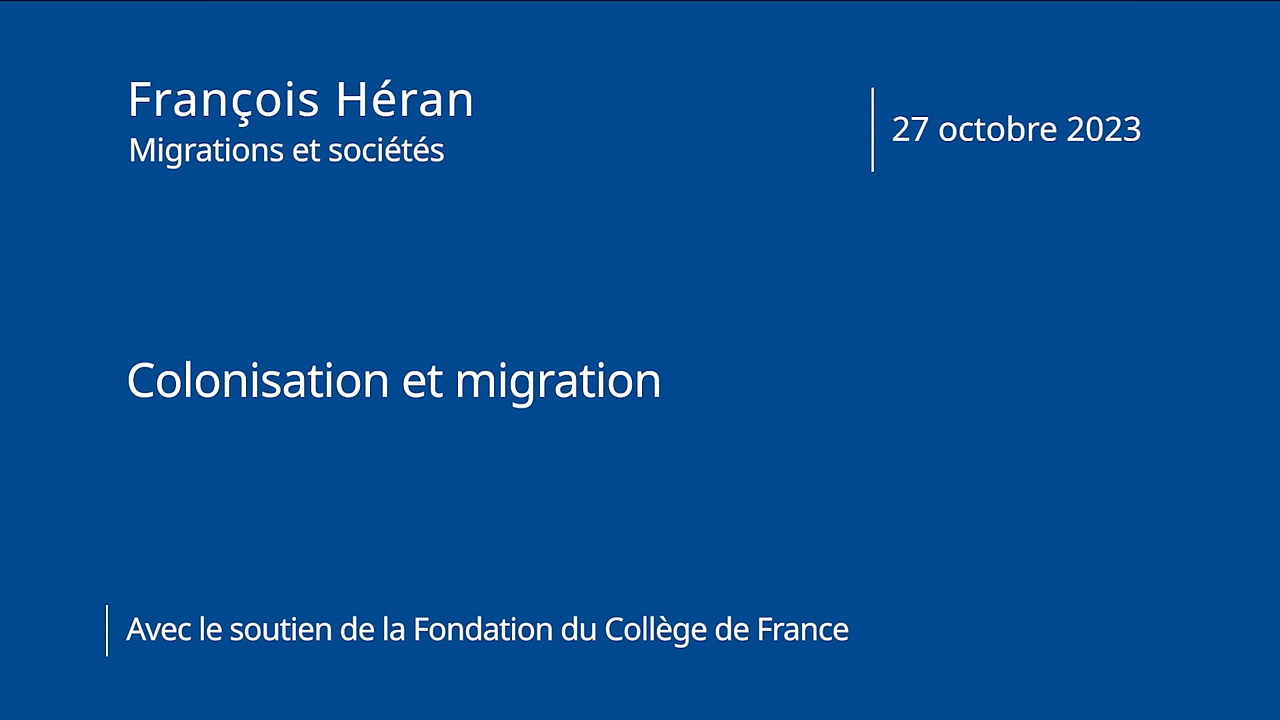 François Héran
Migrations et sociétés
27 octobre 2023
Colonisation et migration
Avec le soutien de la Fondation du Collège de France